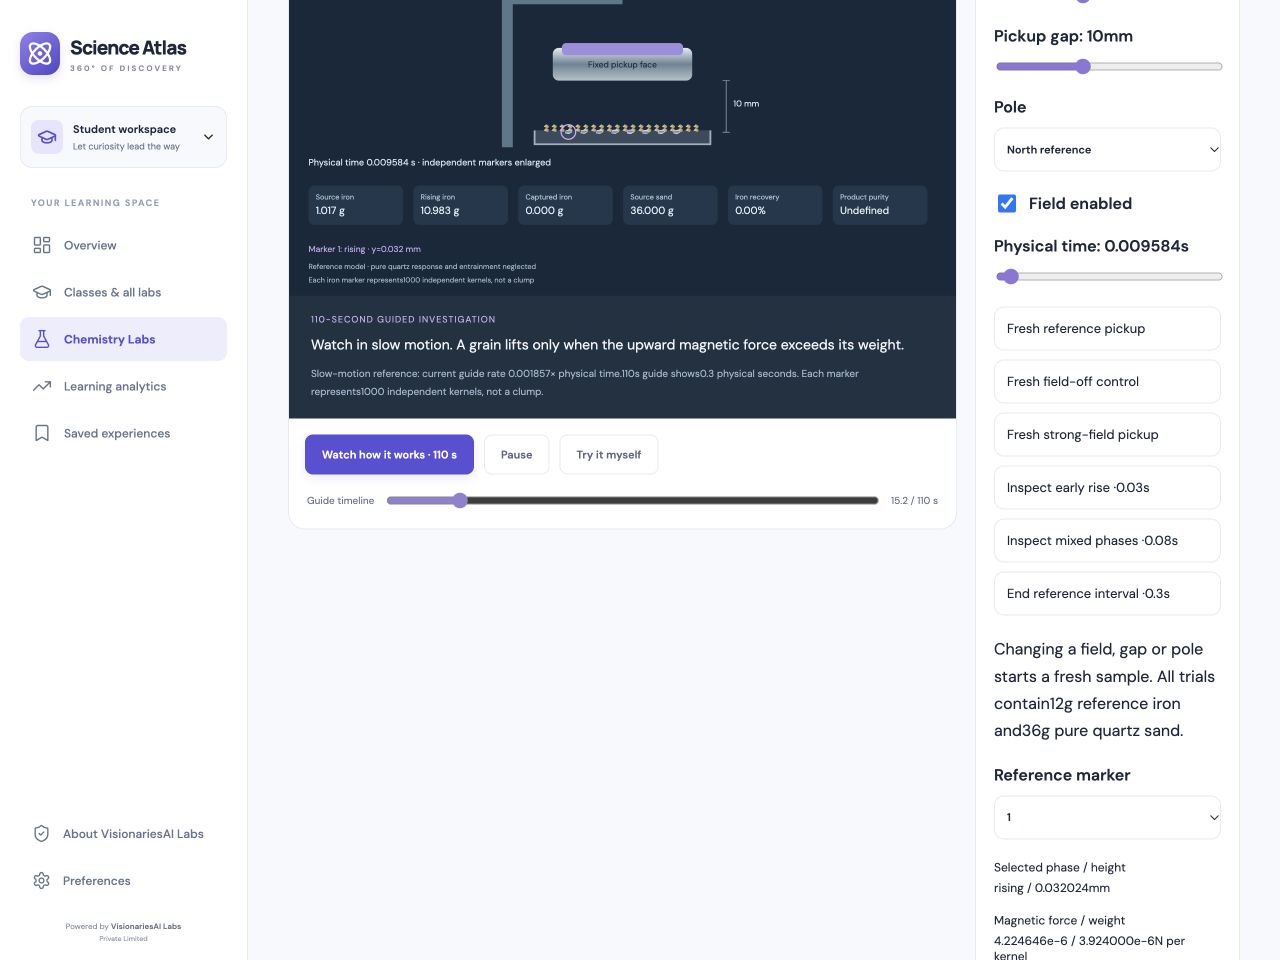 Science Atlas
360° OF DISCOVERY
Student workspace
Let curiosity lead the way
YOUR LEARNING SPACE
Overview
Classes & all labs
Chemistry Labs
Learning analytics
Saved experiences
About VisionariesAI Labs
Preferences
Powered by VisionariesAI Labs
Private Limited
Fixed pickup face
10 mm
Physical time 0.009584 s · independent markers enlarged
Source iron
1.017 g
Rising iron
10.983 g
Captured iron
0.000 g
Source sand
36.000 g
Iron recovery
0.00%
Product purity
Undefined
Marker 1: rising · y=0.032 mm
Reference model · pure quartz response and entrainment neglected
Each iron marker represents1000 independent kernels, not a clump
110-SECOND GUIDED INVESTIGATION
Watch in slow motion. A grain lifts only when the upward magnetic force exceeds its weight.
Slow-motion reference: current guide rate 0.001857× physical time.110s guide shows0.3 physical seconds. Each marker
represents1000 independent kernels, not a clump.
Watch how it works · 110 s
Pause
Try it myself
Guide timeline
15.2 / 110 s
Pickup gap: 10mm
Pole
North reference
Field enabled
Physical time: 0.009584s
Fresh reference pickup
Fresh field-off control
Fresh strong-field pickup
Inspect early rise ·0.03s
Inspect mixed phases ·0.08s
End reference interval ·0.3s
Changing a field, gap or pole
starts a fresh sample. All trials
contain12g reference iron
and36g pure quartz sand.
Reference marker
1
Selected phase / height
rising / 0.032024mm
Magnetic force / weight
4.224646e-6 / 3.924000e-6N per
kernel